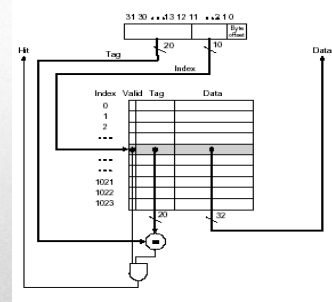 31 30 •••13 12 11 •••2 1 0
Byte offset
Hit
20
10
Data
Tag
Index
Index Valid Tag Data
0
1
2
1021
1022
1023
20
32
=